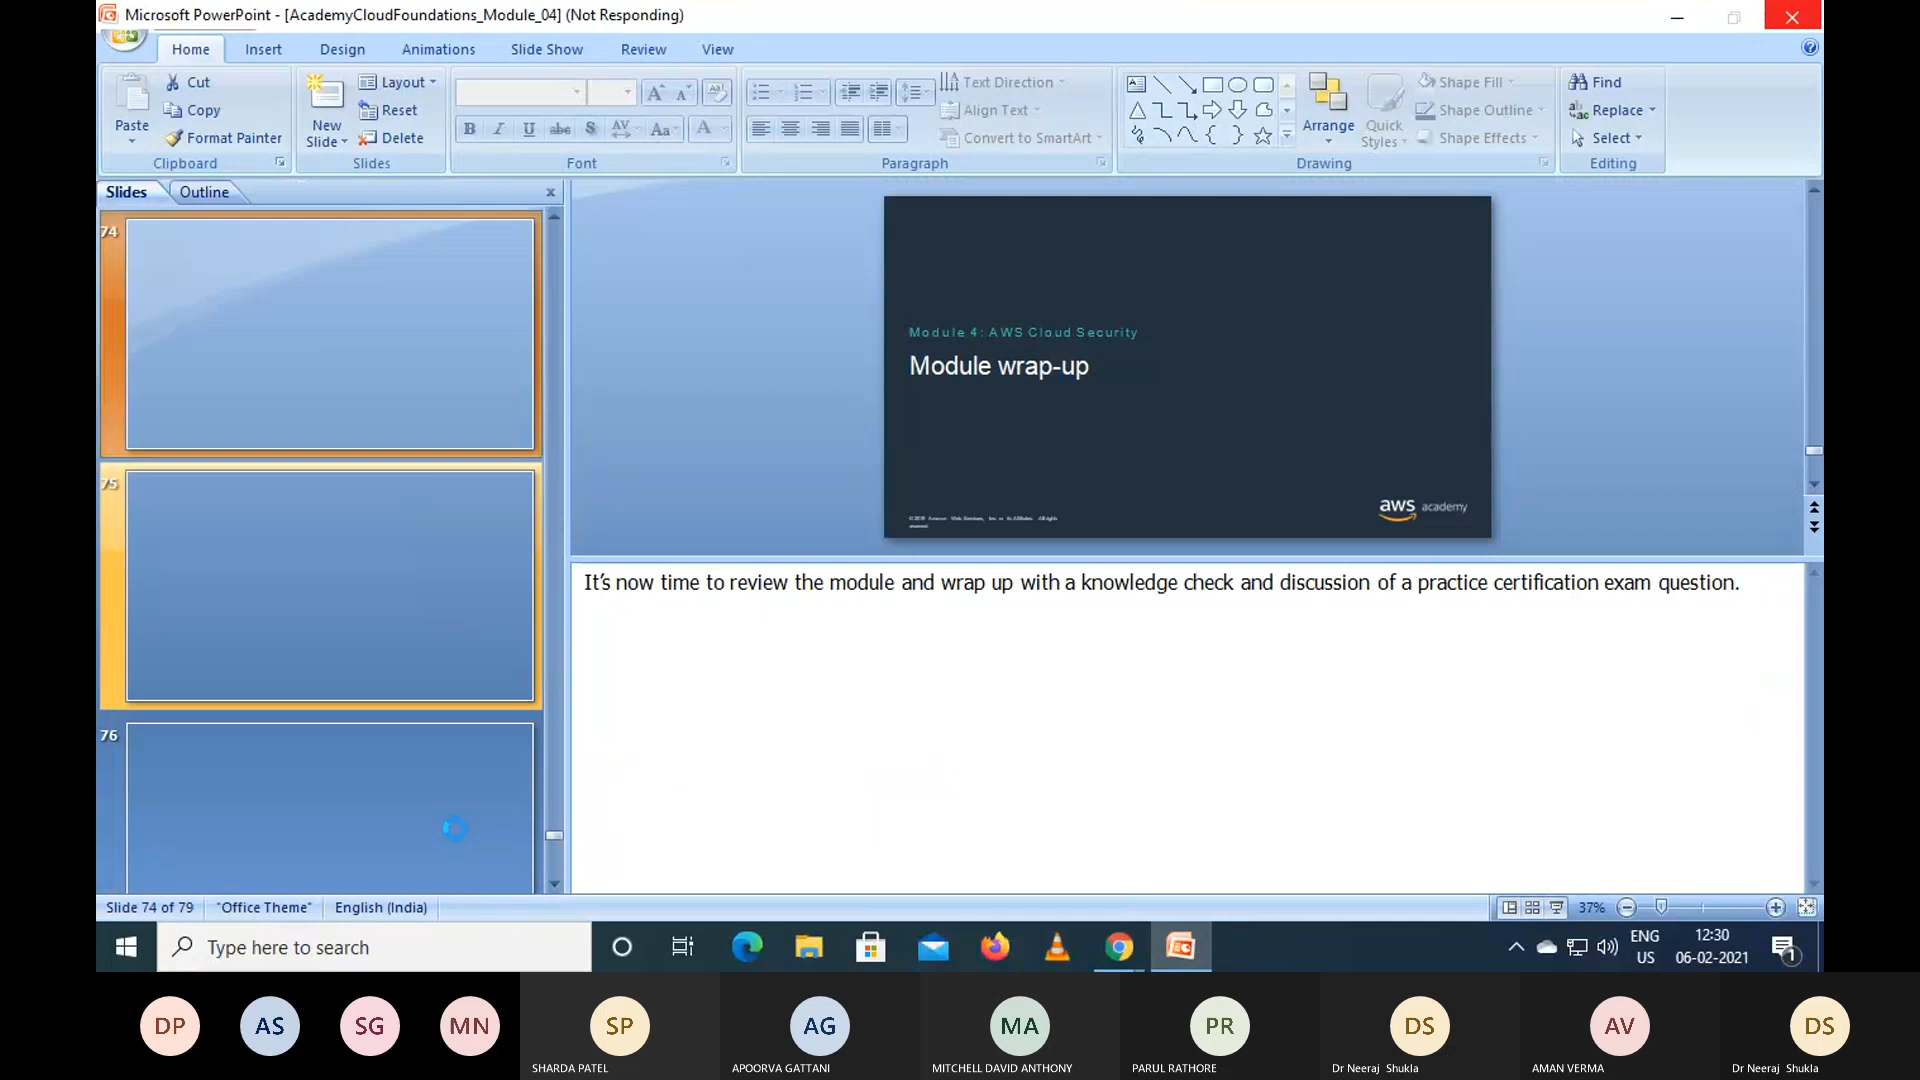 Microsoft PowerPoint - [AcademyCloudFoundations_Module_04] (Not Responding)
Home Insert Design Animations Slide Show Review View
Paste
Cut
Copy
Format Painter
Clipboard
New Slide
Layout
Reset
Delete
Slides
B I U abc S AV Aa A
Font
Text Direction
Align Text
Convert to SmartArt
Paragraph
Arrange
Quick Styles
Shape Fill
Shape Outline
Shape Effects
Drawing
Find
Replace
Select
Editing
Slides Outline
74
75
76
Module 4: AWS Cloud Security
Module wrap-up
aws academy
It's now time to review the module and wrap up with a knowledge check and discussion of a practice certification exam question.
Slide 74 of 79 "Office Theme" English (India)
37%
Type here to search
ENG
US
12:30
06-02-2021
1
DP AS SG MN SP AG MA PR DS AV DS
SHARDA PATEL APOORVA GATTANI MITCHELL DAVID ANTHONY PARUL RATHORE Dr Neeraj Shukla AMAN VERMA Dr Neeraj Shukla